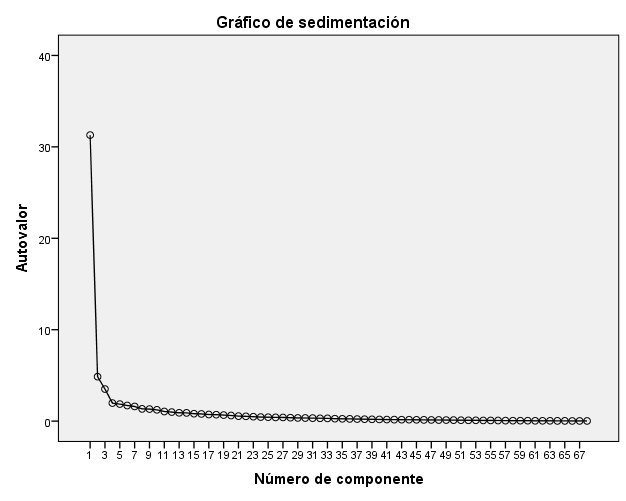 Gráfico de sedimentación
40
30
20
10
0
Autovalor
1 3 5 7 9 11 13 15 17 19 21 23 25 27 29 31 33 35 37 39 41 43 45 47 49 51 53 55 57 59 61 63 65 67
Número de componente